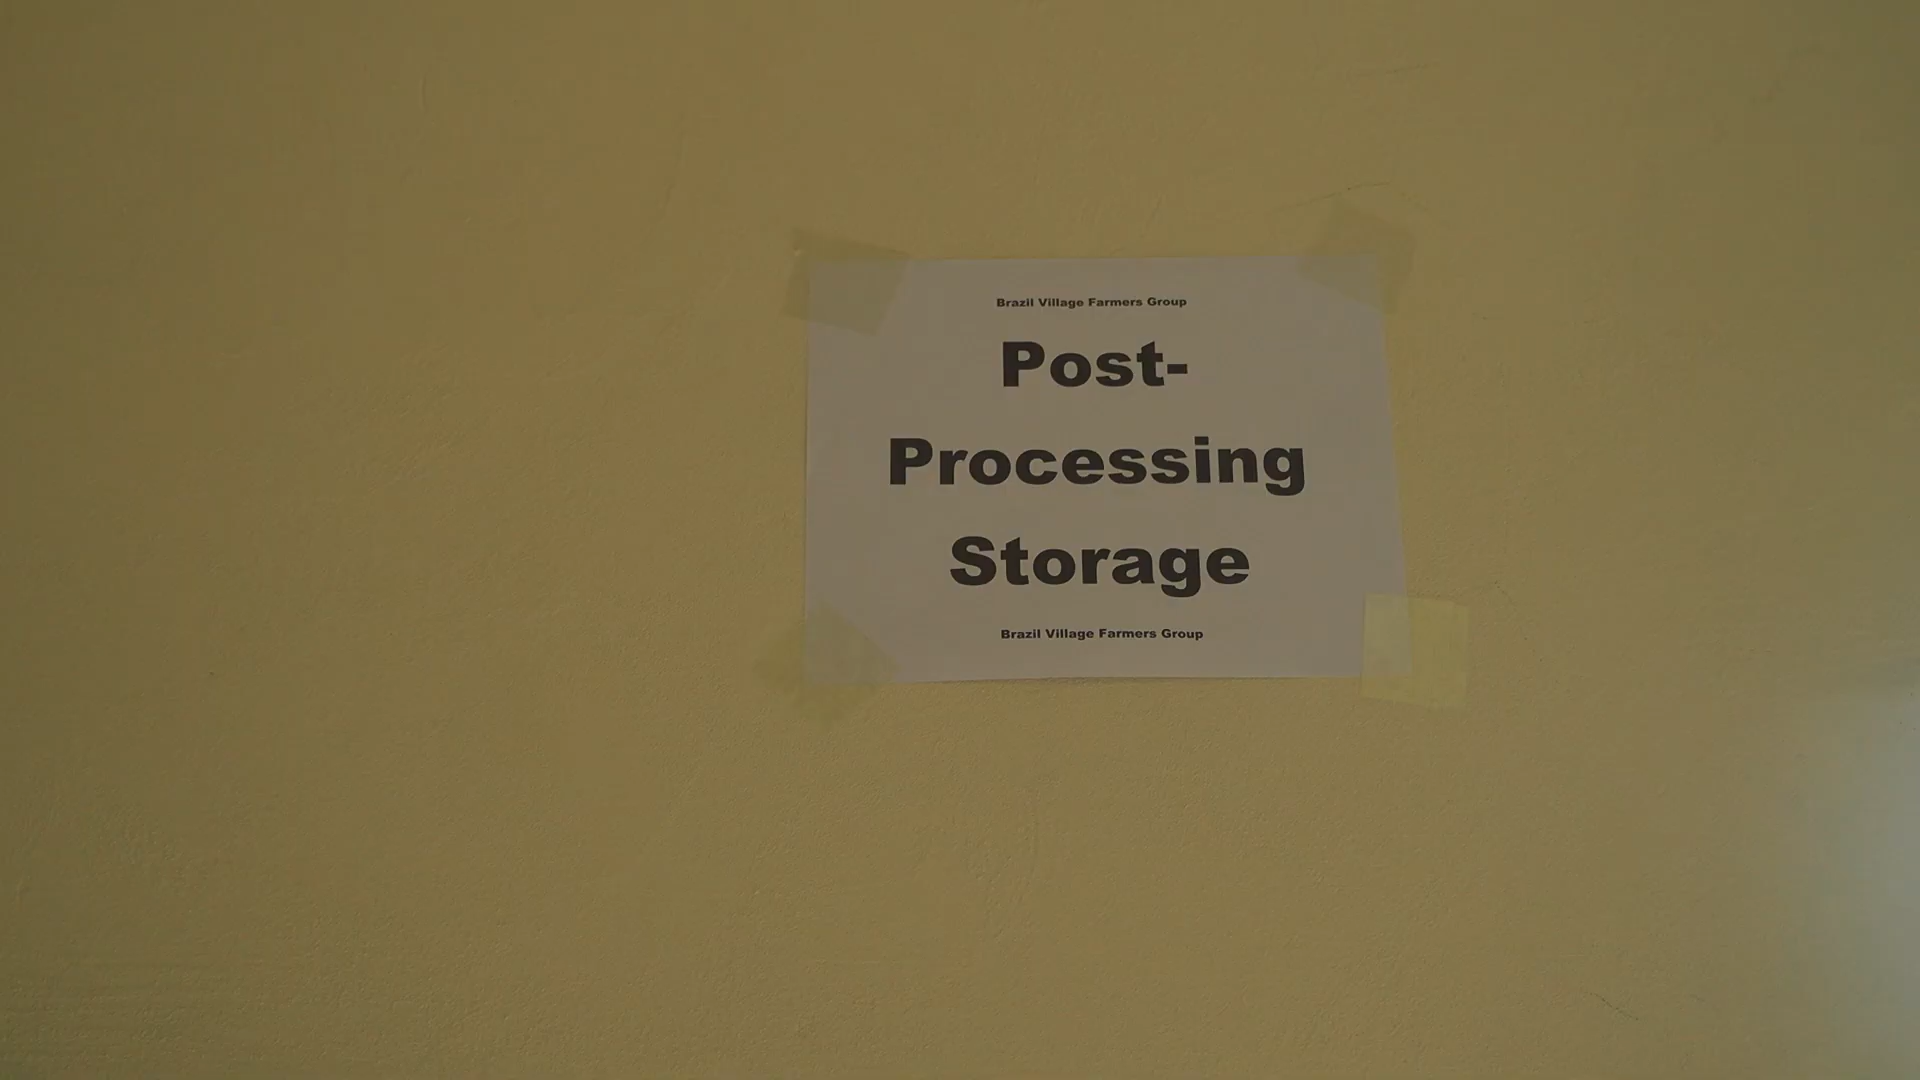 Brazil Village Farmers Group
Post-
Processing
Storage
Brazil Village Farmers Group